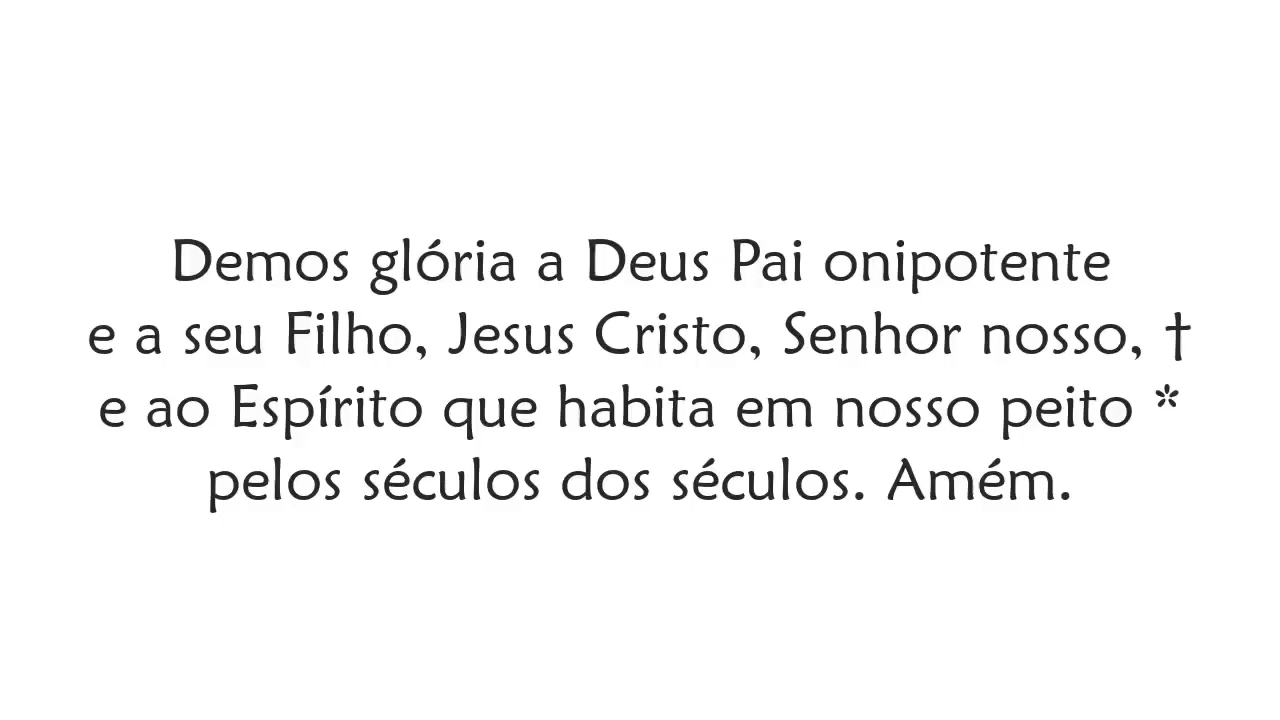 Demos glória a Deus Pai onipotente
e a seu Filho, Jesus Cristo, Senhor nosso, †
e ao Espírito que habita em nosso peito *
pelos séculos dos séculos. Amém.